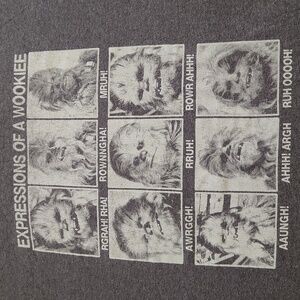 EXPRESSIONS OF A WOOKIEE
RGRAH! RHA!
ROWNNGHA!
MRUH!
AWRGGH!
RRUH!
ROWR AHHH!
AAUNGH!
AHHH! ARGH
RUH OOOOH!